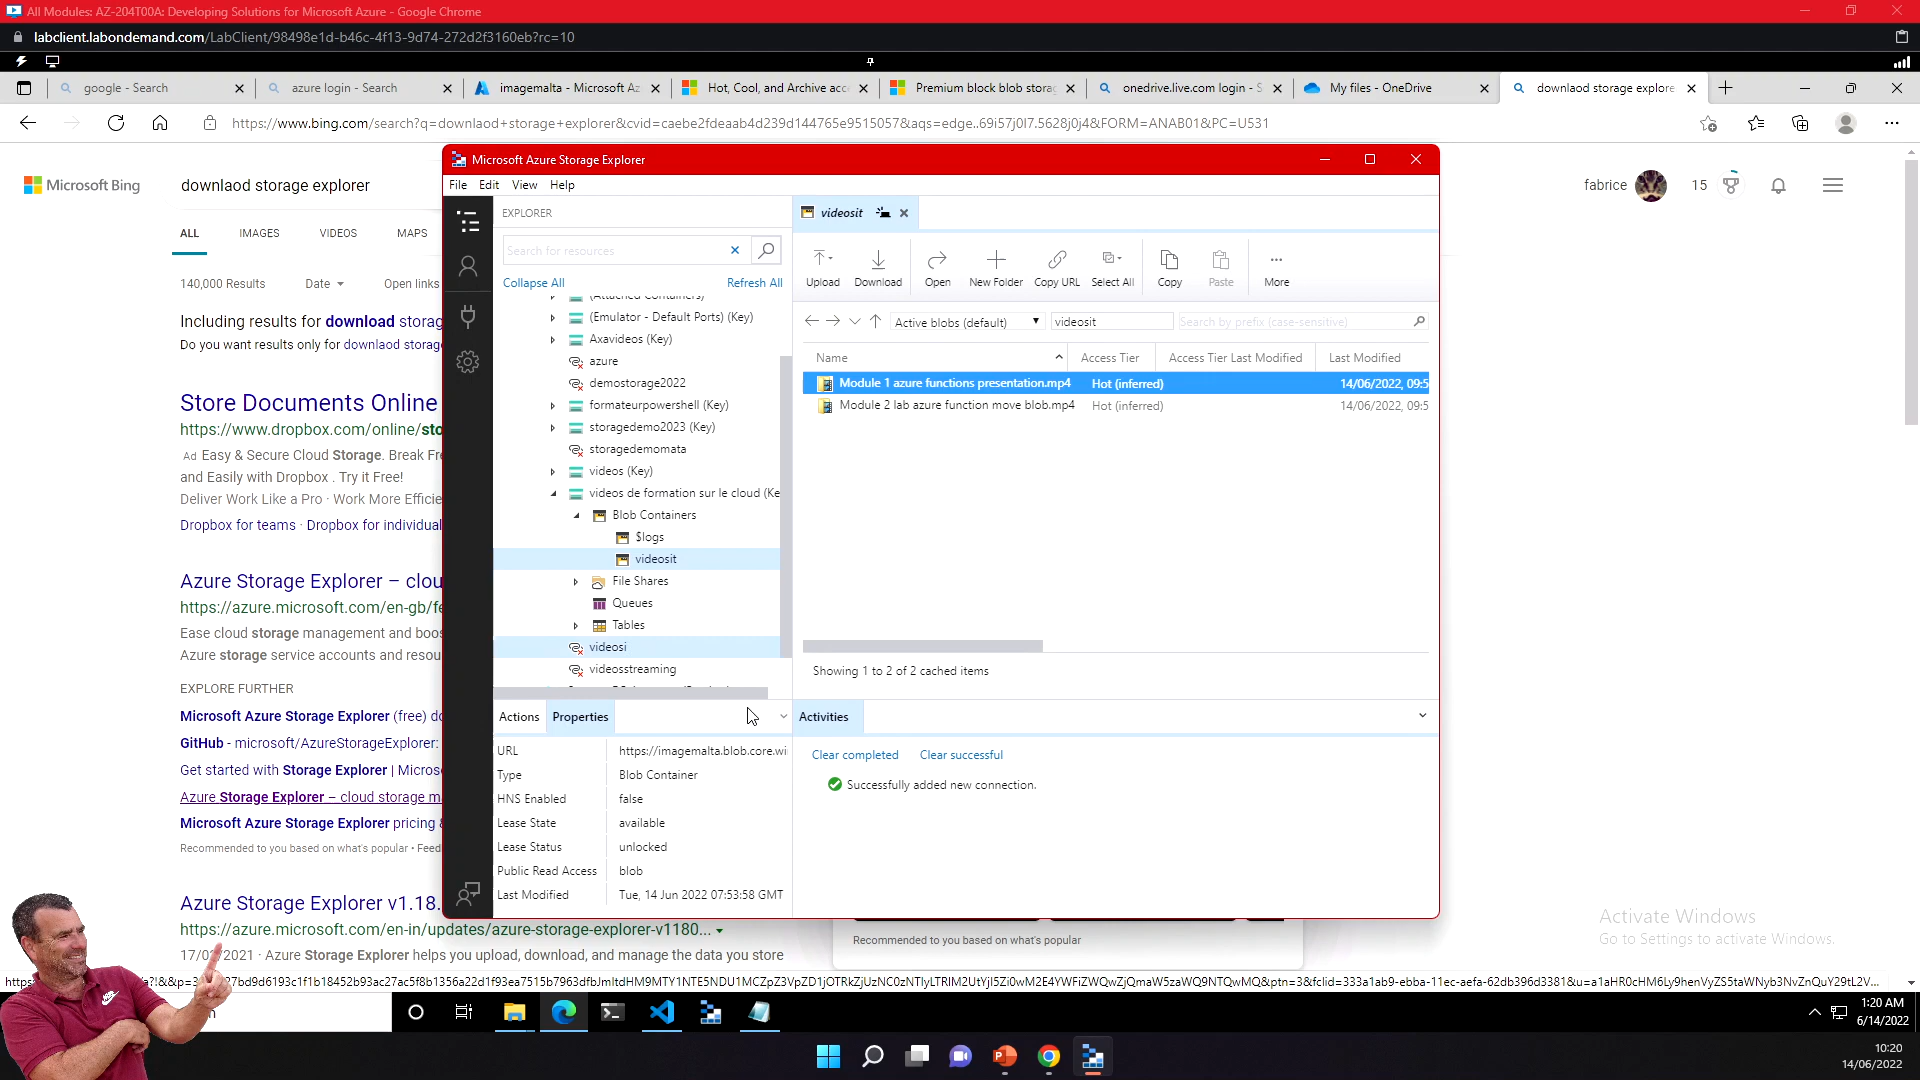 All Modules: AZ-204T00A: Developing Solutions for Microsoft Azure - Google Chrome
labclient.labondemand.com/LabClient/98498e1d-b46c-4f13-9d74-272d2f3160eb?rc=10
google - Search
azure login - Search
imagemalta - Microsoft Az
Hot, Cool, and Archive acc
Premium block blob storag
onedrive.live.com login - S
My files - OneDrive
downlaod storage explore
https://www.bing.com/search?q=downlaod+storage+explorer&cvid=caebe2fdeaab4d239d144765e9515057&aqs=edge..69i57j0l7.5628j0j4&FORM=ANAB01&PC=U531
Microsoft Bing
downlaod storage explorer
fabrice
15
ALL
IMAGES
VIDEOS
MAPS
140,000 Results
Date
Open links
Including results for download storag
Do you want results only for downlaod storag
Store Documents Online
https://www.dropbox.com/online/sto
Ad Easy & Secure Cloud Storage. Break Fr
and Easily with Dropbox . Try it Free!
Deliver Work Like a Pro · Work More Efficie
Dropbox for teams · Dropbox for individual
Azure Storage Explorer – clou
https://azure.microsoft.com/en-gb/fe
Ease cloud storage management and boos
Azure storage service accounts and resou
EXPLORE FURTHER
Microsoft Azure Storage Explorer (free) do
GitHub - microsoft/AzureStorageExplorer:
Get started with Storage Explorer | Micros
Azure Storage Explorer – cloud storage m
Microsoft Azure Storage Explorer pricing &
Recommended to you based on what's popular • Feed
Azure Storage Explorer v1.18.
https://azure.microsoft.com/en-in/updates/azure-storage-explorer-v1180...
2021 · Azure Storage Explorer helps you upload, download, and manage the data you store
Microsoft Azure Storage Explorer
File Edit View Help
EXPLORER
Search for resources
Collapse All
Refresh All
(Attached Containers)
(Emulator - Default Ports) (Key)
Axavideos (Key)
azure
demostorage2022
formateurpowershell (Key)
storagedemo2023 (Key)
storagedemomata
videos (Key)
videos de formation sur le cloud (Ke
Blob Containers
$logs
videosit
File Shares
Queues
Tables
videosi
videosstreaming
Actions
Properties
URL https://imagemalta.blob.core.wi
Type Blob Container
HNS Enabled false
Lease State available
Lease Status unlocked
Public Read Access blob
Last Modified Tue, 14 Jun 2022 07:53:58 GMT
videosit
Upload
Download
Open
New Folder
Copy URL
Select All
Copy
Paste
More
Active blobs (default)
videosit
Search by prefix (case-sensitive)
Name
Access Tier
Access Tier Last Modified
Last Modified
Module 1 azure functions presentation.mp4 Hot (inferred) 14/06/2022, 09:5
Module 2 lab azure function move blob.mp4 Hot (inferred) 14/06/2022, 09:5
Showing 1 to 2 of 2 cached items
Activities
Clear completed
Clear successful
Successfully added new connection.
Recommended to you based on what's popular
Activate Windows
Go to Settings to activate Windows.
1:20 AM
6/14/2022
10:20
14/06/2022